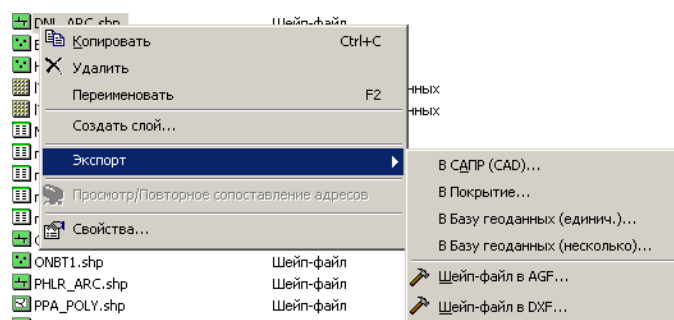 DNL_ARC.shp Шейп-файл
Копировать Ctrl+C
Удалить
Переименовать F2
нных
нных
Создать слой...
Экспорт
В САПР (CAD)...
Просмотр/Повторное сопоставление адресов
В Покрытие...
В Базу геоданных (единич.)...
Свойства...
В Базу геоданных (несколько)...
ONBT1.shp Шейп-файл
Шейп-файл в AGF...
PHLR_ARC.shp Шейп-файл
PPA_POLY.shp Шейп-файл
Шейп-файл в DXF...